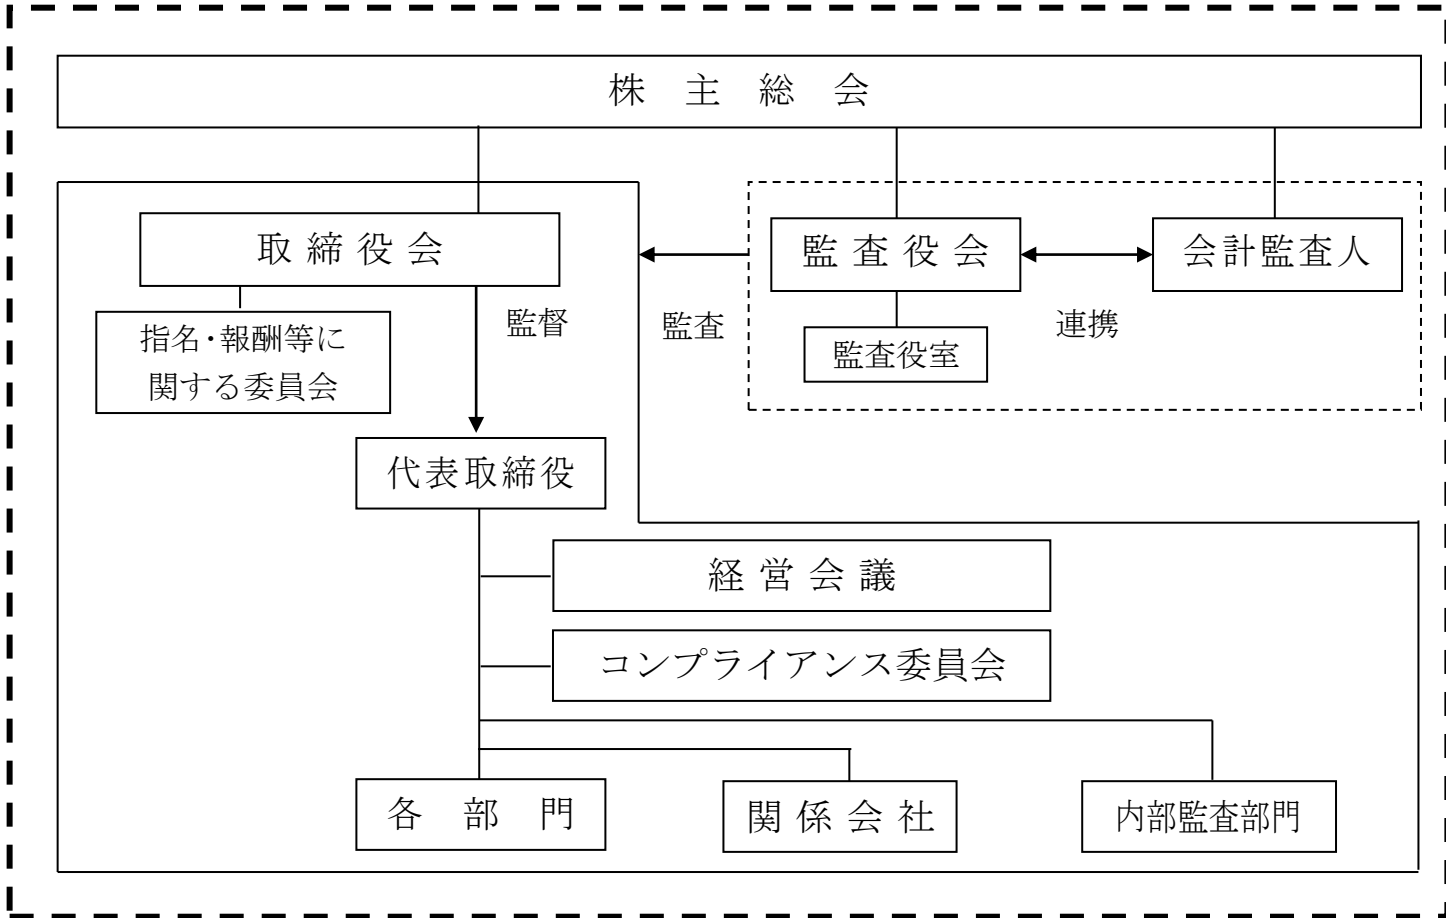 株主総会
取締役会
監査役会
会計監査人
監督
監査
連携
指名・報酬等に
関する委員会
監査役室
代表取締役
経営会議
コンプライアンス委員会
各部門
関係会社
内部監査部門